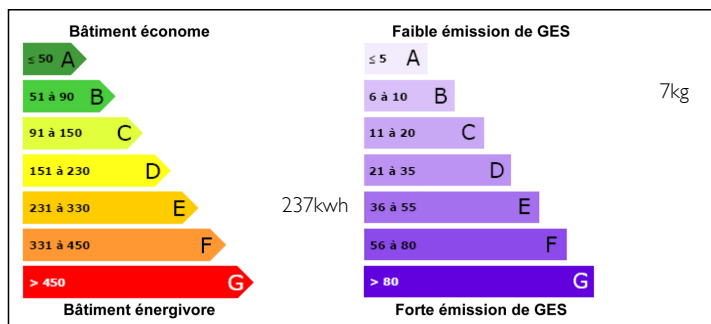 Bâtiment économe
≤ 50 A
51 à 90 B
91 à 150 C
151 à 230 D
231 à 330 E
331 à 450 F
> 450 G
Bâtiment énergivore
237kwh
Faible émission de GES
≤ 5 A
6 à 10 B
11 à 20 C
21 à 35 D
36 à 55 E
56 à 80 F
> 80 G
Forte émission de GES
7kg